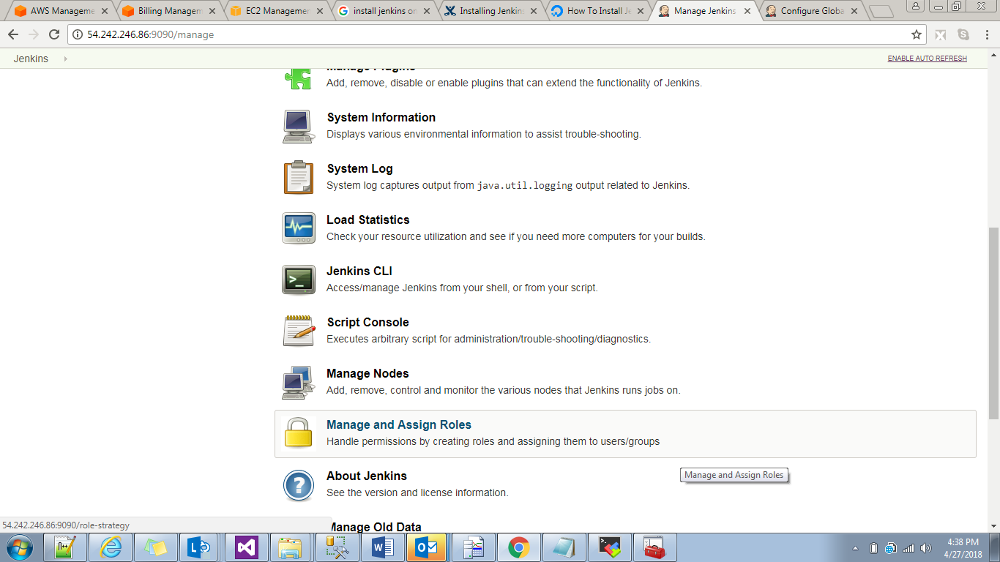 AWS Manageme
Billing Managem
EC2 Managemen
install jenkins on
Installing Jenkins
How To Install Je
Manage Jenkins
Configure Globa
54.242.246.86:9090/manage
Jenkins
ENABLE AUTO REFRESH
Manage Plugins
Add, remove, disable or enable plugins that can extend the functionality of Jenkins.
System Information
Displays various environmental information to assist trouble-shooting.
System Log
System log captures output from java.util.logging output related to Jenkins.
Load Statistics
Check your resource utilization and see if you need more computers for your builds.
Jenkins CLI
Access/manage Jenkins from your shell, or from your script.
Script Console
Executes arbitrary script for administration/trouble-shooting/diagnostics.
Manage Nodes
Add, remove, control and monitor the various nodes that Jenkins runs jobs on.
Manage and Assign Roles
Handle permissions by creating roles and assigning them to users/groups
Manage and Assign Roles
About Jenkins
See the version and license information.
54.242.246.86:9090/role-strategy
Manage Old Data
4:38 PM
4/27/2018